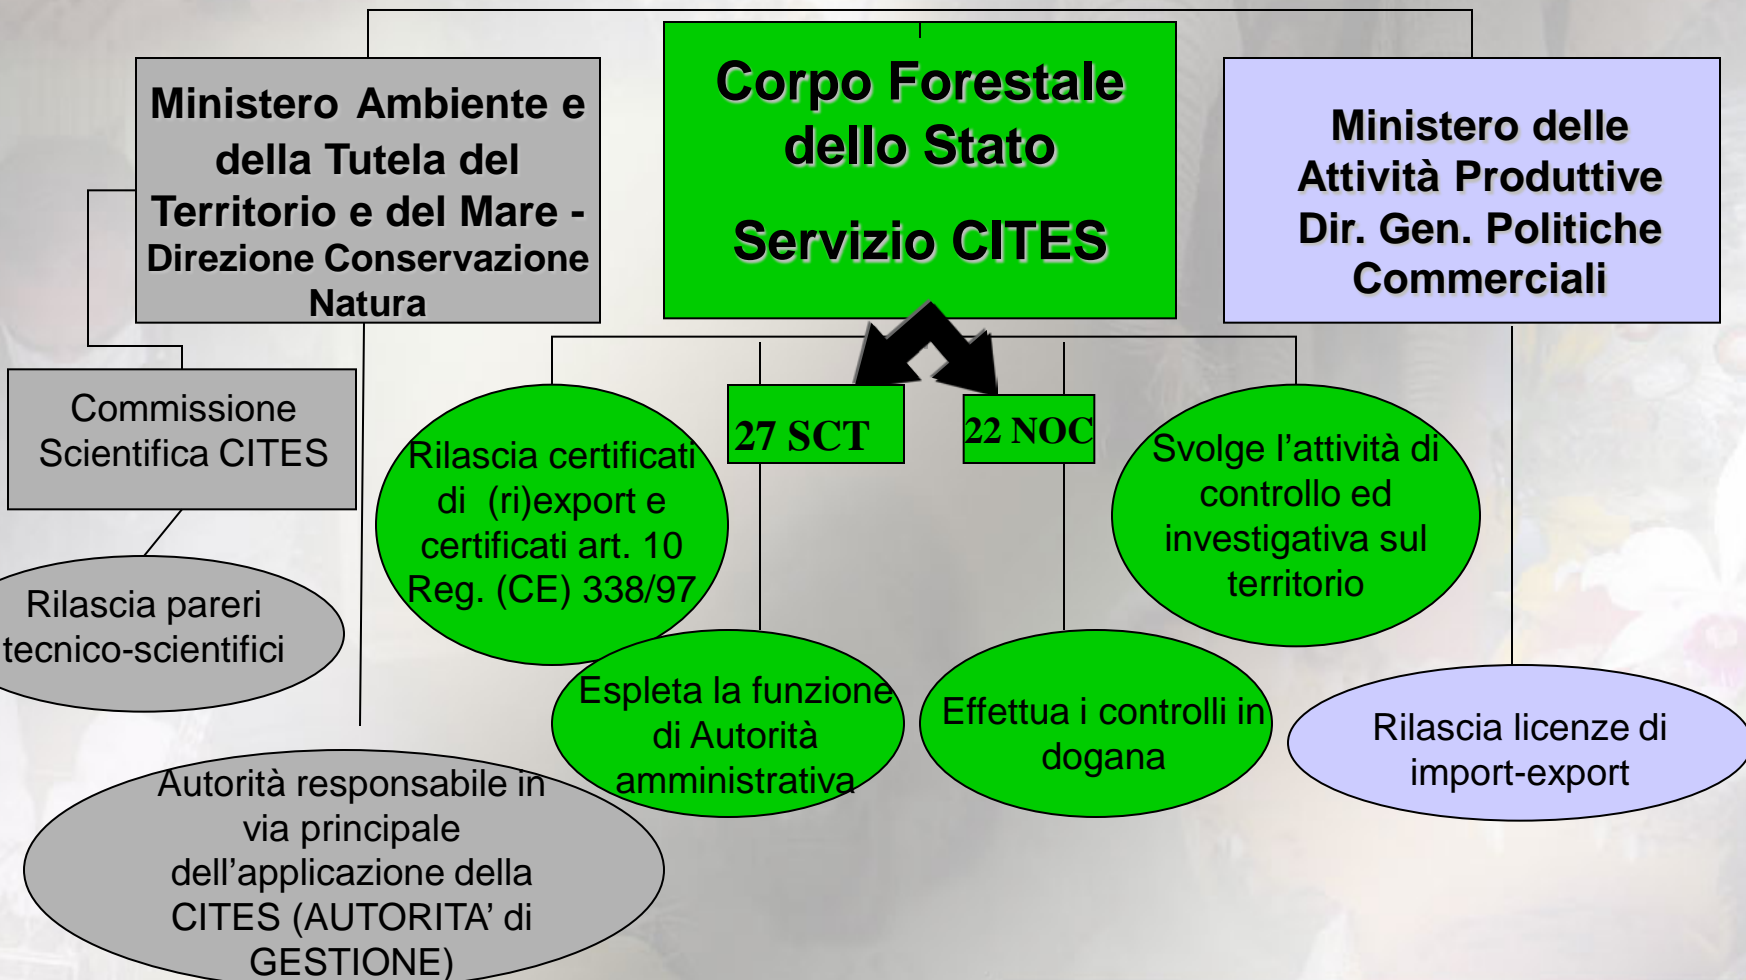 Ministero Ambiente e
della Tutela del
Territorio e del Mare -
Direzione Conservazione
Natura
Corpo Forestale
dello Stato
Servizio CITES
Ministero delle
Attività Produttive
Dir. Gen. Politiche
Commerciali
Commissione
Scientifica CITES
Rilascia certificati
di (ri)export e
certificati art. 10
Reg. (CE) 338/97
27 SCT
22 NOC
Svolge l’attività di
controllo ed
investigativa sul
territorio
Rilascia pareri
tecnico-scientifici
Espleta la funzione
di Autorità
amministrativa
Effettua i controlli in
dogana
Rilascia licenze di
import-export
Autorità responsabile in
via principale
dell’applicazione della
CITES (AUTORITA’ di
GESTIONE)